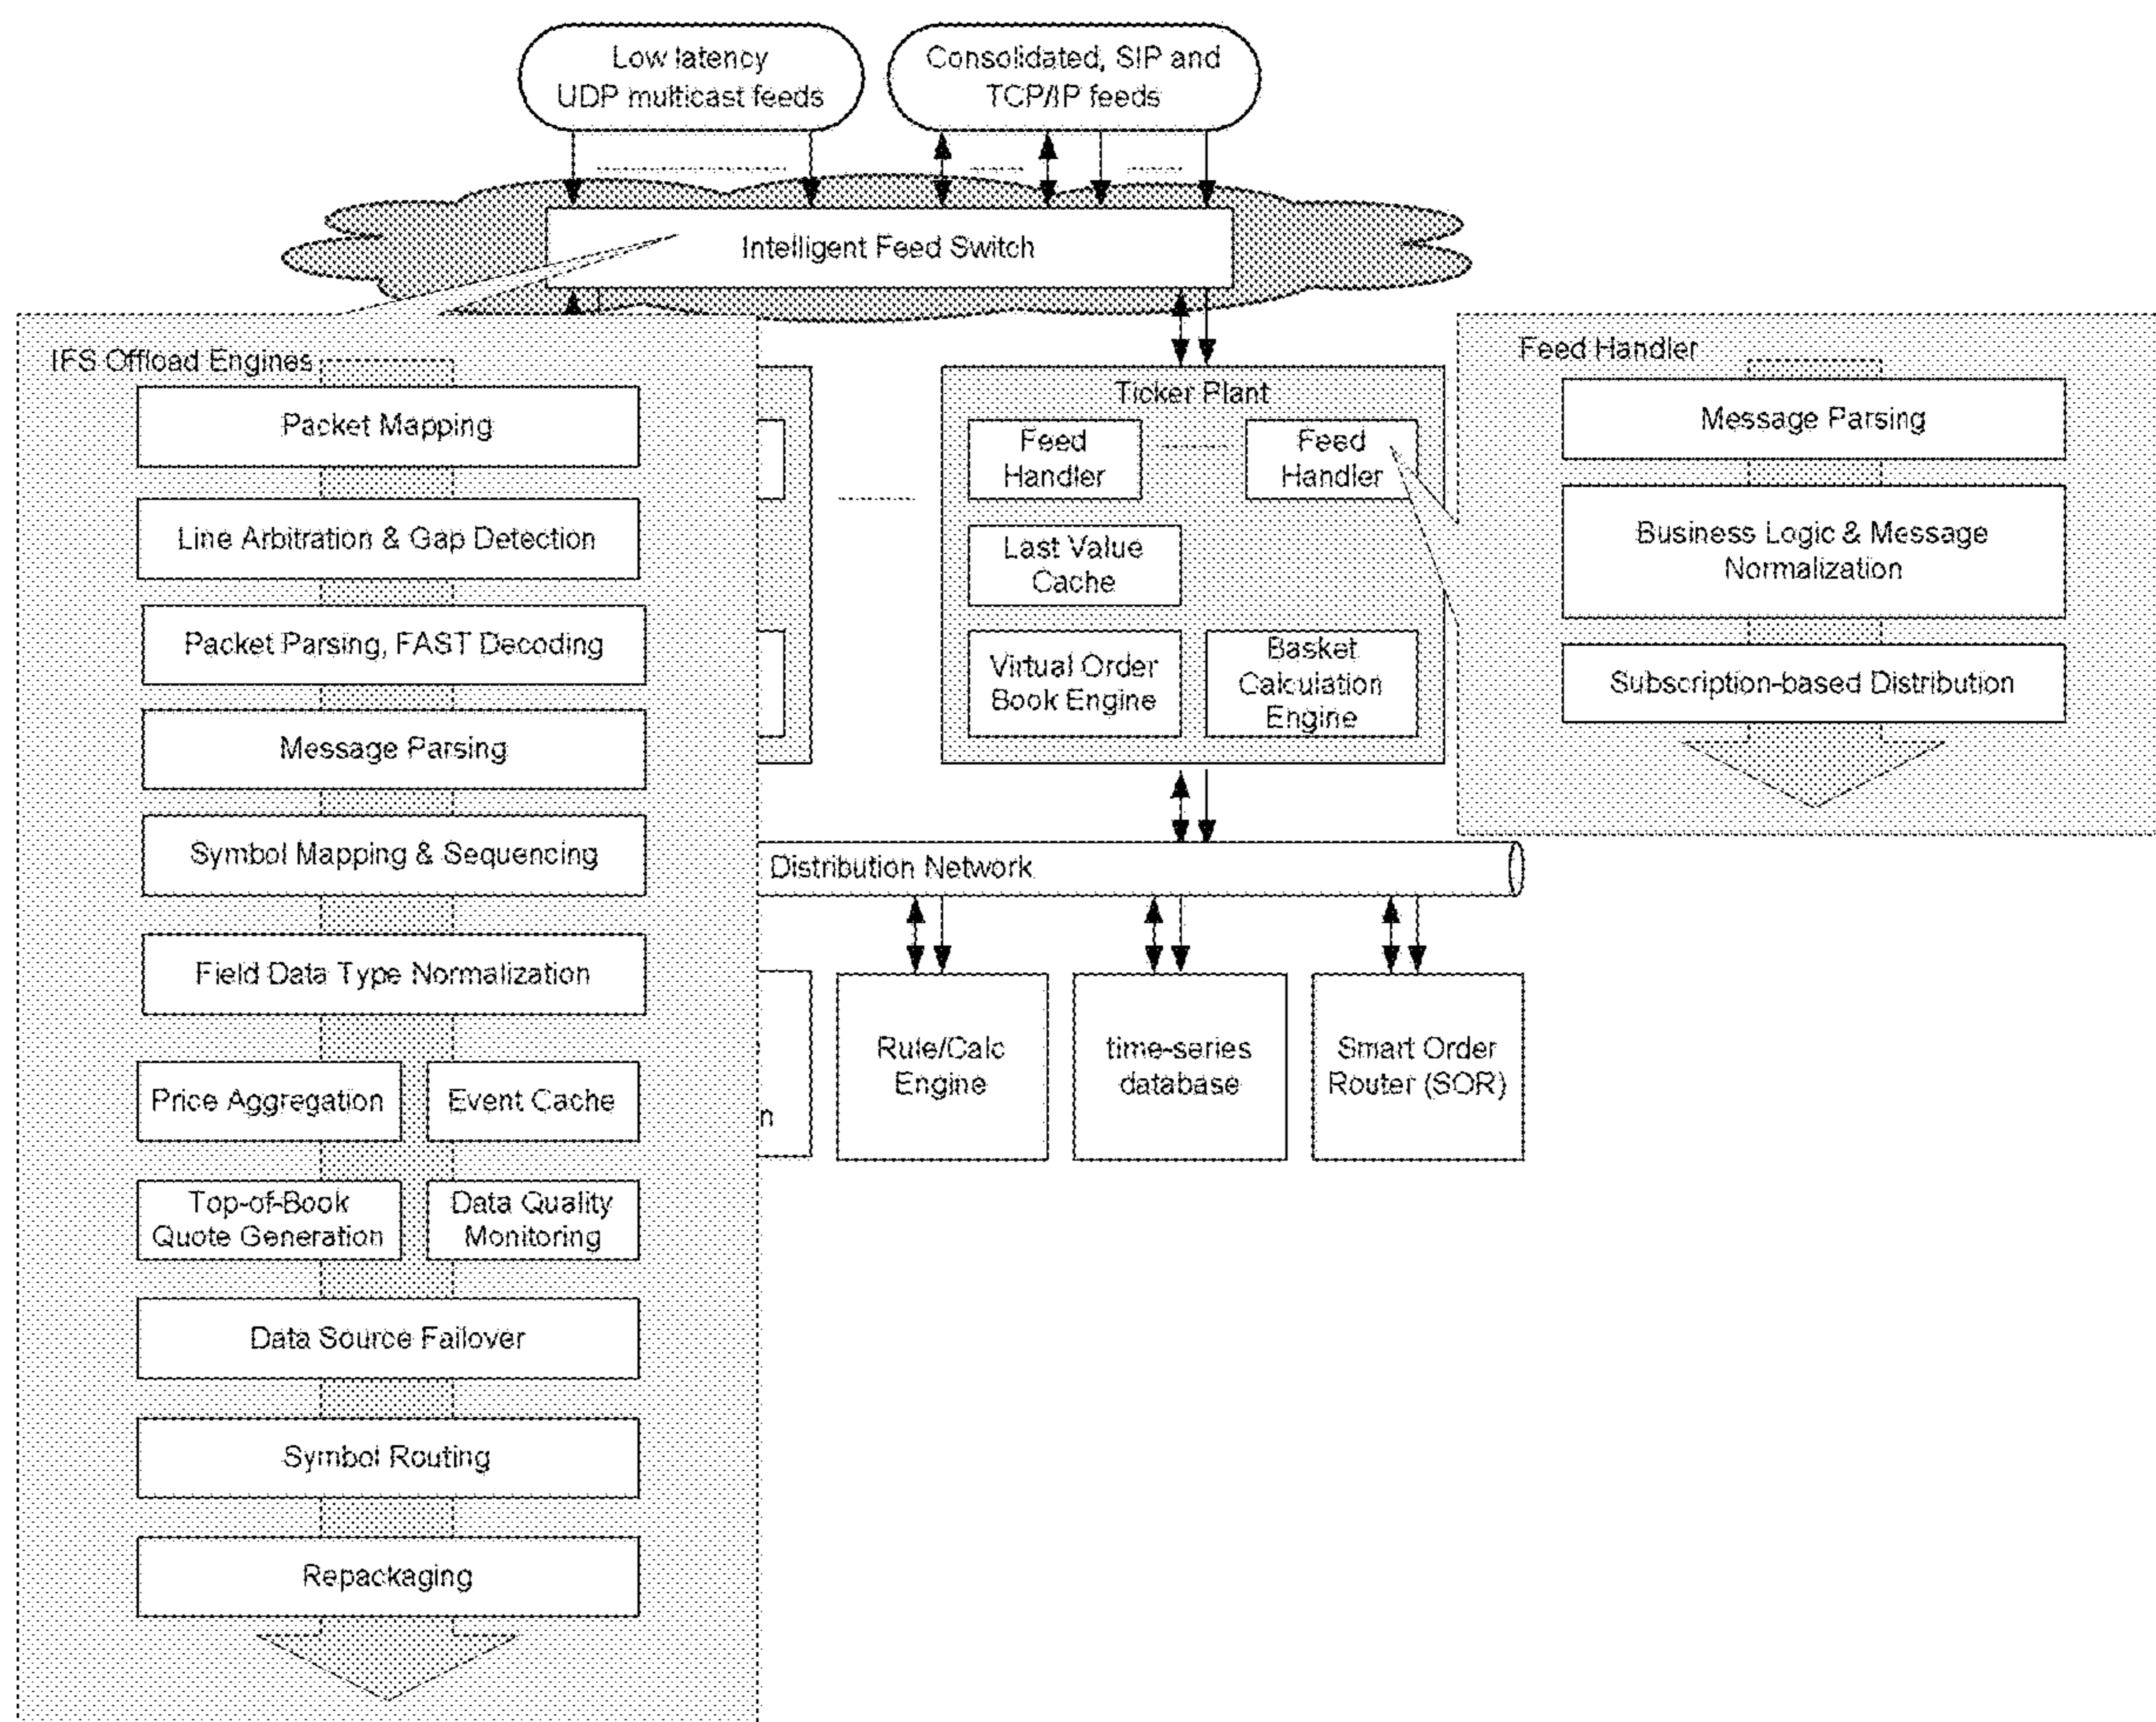 Low latency
UDP multicast feeds
Consolidated, SIP and
TCP/IP feeds
Intelligent Feed Switch
IFS Offload Engines
Packet Mapping
Line Arbitration & Gap Detection
Packet Parsing, FAST Decoding
Message Parsing
Symbol Mapping & Sequencing
Field Data Type Normalization
Price Aggregation
Event Cache
Top-of-Book
Quote Generation
Data Quality
Monitoring
Data Source Failover
Symbol Routing
Repackaging
Ticker Plant
Feed
Handler
Feed
Handler
Last Value
Cache
Virtual Order
Book Engine
Basket
Calculation
Engine
Feed Handler
Message Parsing
Business Logic & Message
Normalization
Subscription-based Distribution
Distribution Network
n
Rule/Calc
Engine
time-series
database
Smart Order
Router (SOR)